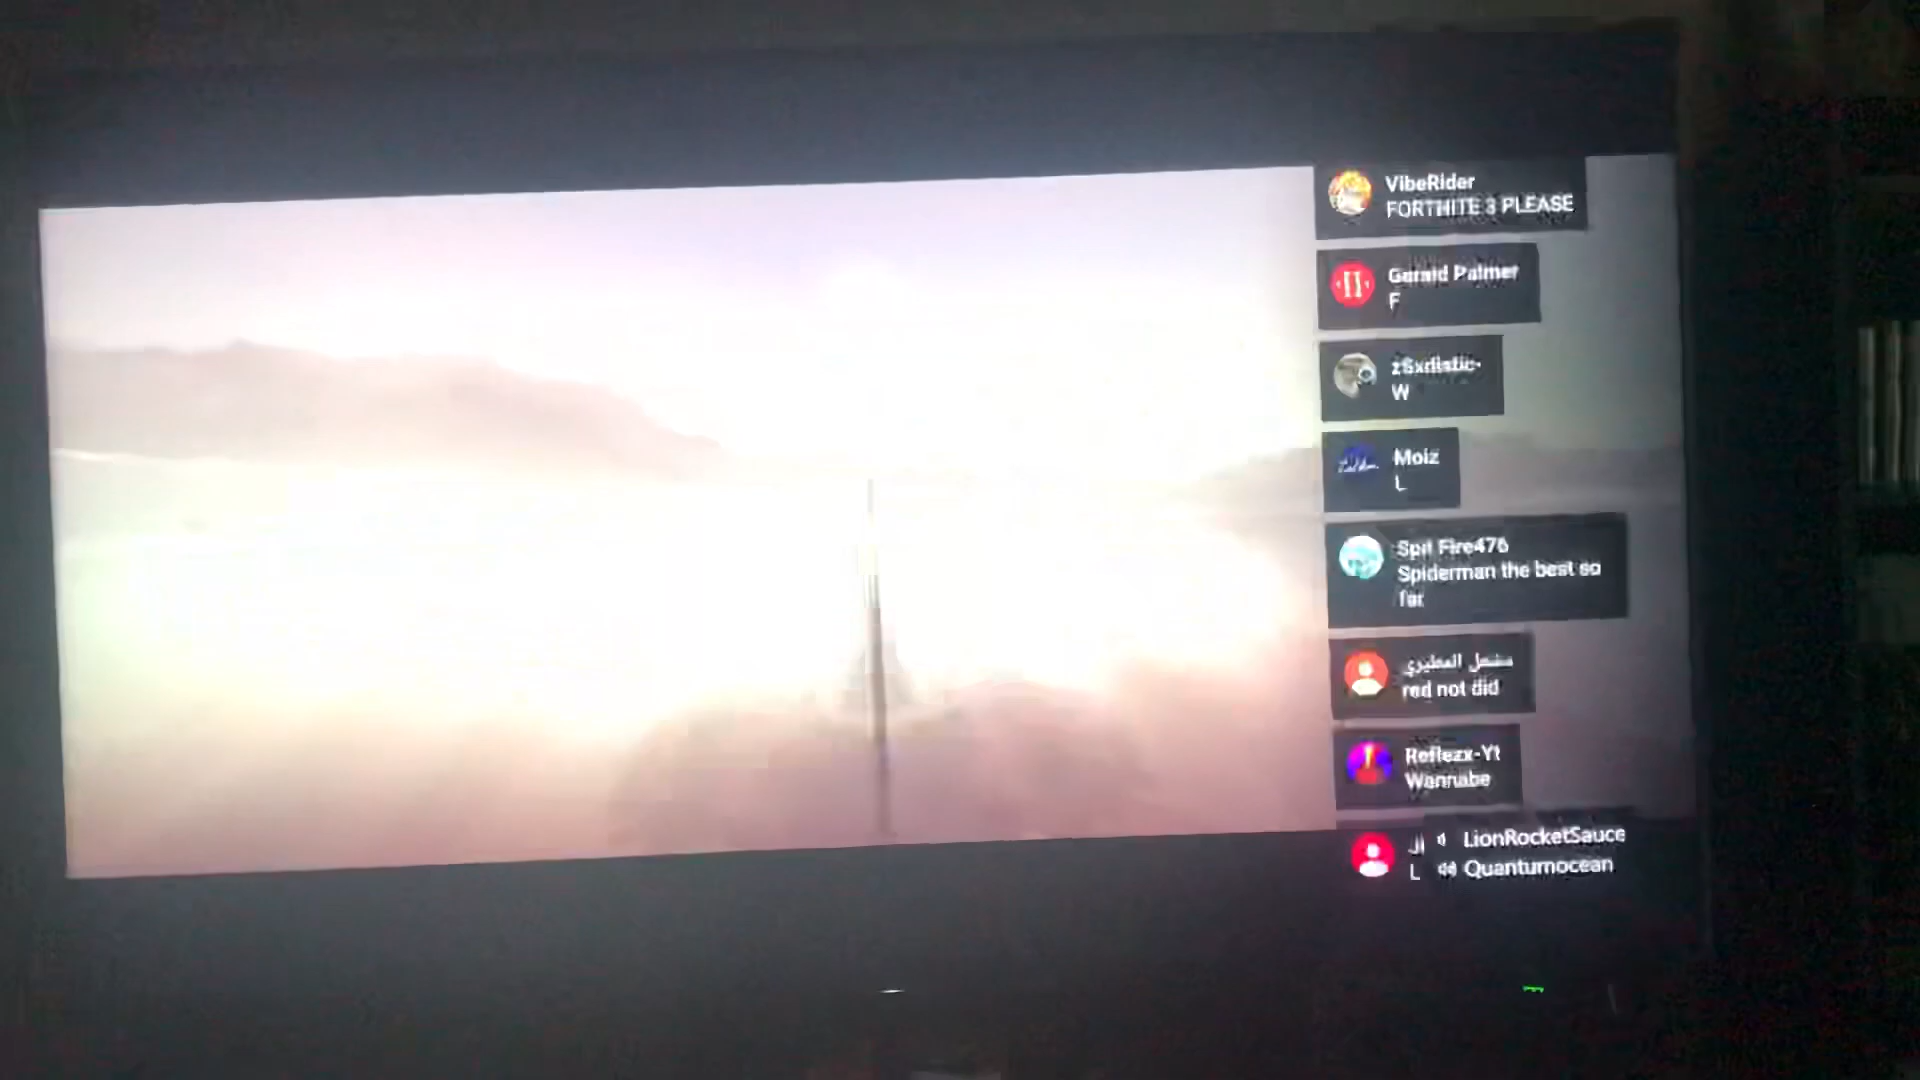 VibeRider
FORTNITE 3 PLEASE
Gerald Palmer
F
zSxdistic-
W
Moiz
L
Spit Fire476
Spiderman the best so
far
مشعل المطيري
red not did
Reflezx-Yt
Wannabe
LionRocketSauce
L
Quantumocean